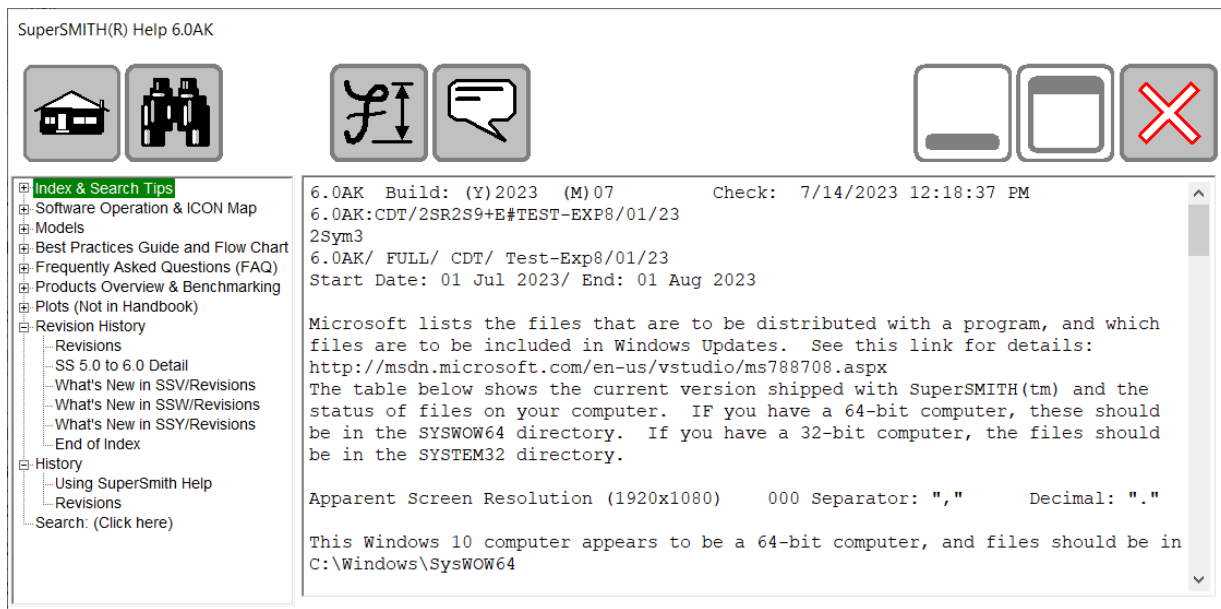 SuperSMITH(R) Help 6.0AK
Index & Search Tips
Software Operation & ICON Map
Models
Best Practices Guide and Flow Chart
Frequently Asked Questions (FAQ)
Products Overview & Benchmarking
Plots (Not in Handbook)
Revision History
Revisions
SS 5.0 to 6.0 Detail
What's New in SSV/Revisions
What's New in SSW/Revisions
What's New in SSY/Revisions
End of Index
History
Using SuperSmith Help
Revisions
Search: (Click here)
6.0AK  Build: (Y)2023  (M)07        Check:  7/14/2023 12:18:37 PM
6.0AK:CDT/2SR2S9+E#TEST-EXP8/01/23
2Sym3
6.0AK/ FULL/ CDT/ Test-Exp8/01/23
Start Date: 01 Jul 2023/ End: 01 Aug 2023
Microsoft lists the files that are to be distributed with a program, and which
files are to be included in Windows Updates.  See this link for details:
http://msdn.microsoft.com/en-us/vstudio/ms788708.aspx
The table below shows the current version shipped with SuperSMITH(tm) and the
status of files on your computer.  IF you have a 64-bit computer, these should
be in the SYSWOW64 directory.  If you have a 32-bit computer, the files should
be in the SYSTEM32 directory.
Apparent Screen Resolution (1920x1080)    000 Separator: ","      Decimal: "."
This Windows 10 computer appears to be a 64-bit computer, and files should be in
C:\Windows\SysWOW64